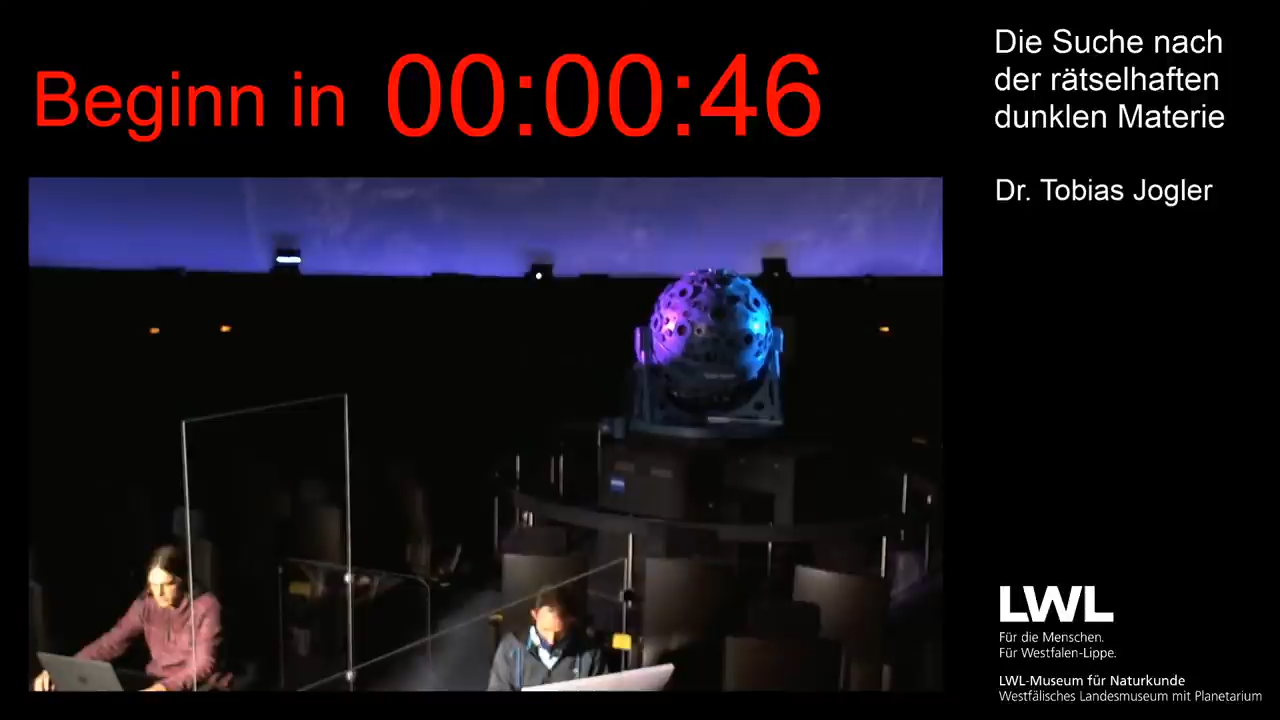 Beginn in 00:00:46
Die Suche nach
der rätselhaften
dunklen Materie
Dr. Tobias Jogler
LWL
Für die Menschen.
Für Westfalen-Lippe.
LWL-Museum für Naturkunde
Westfälisches Landesmuseum mit Planetarium